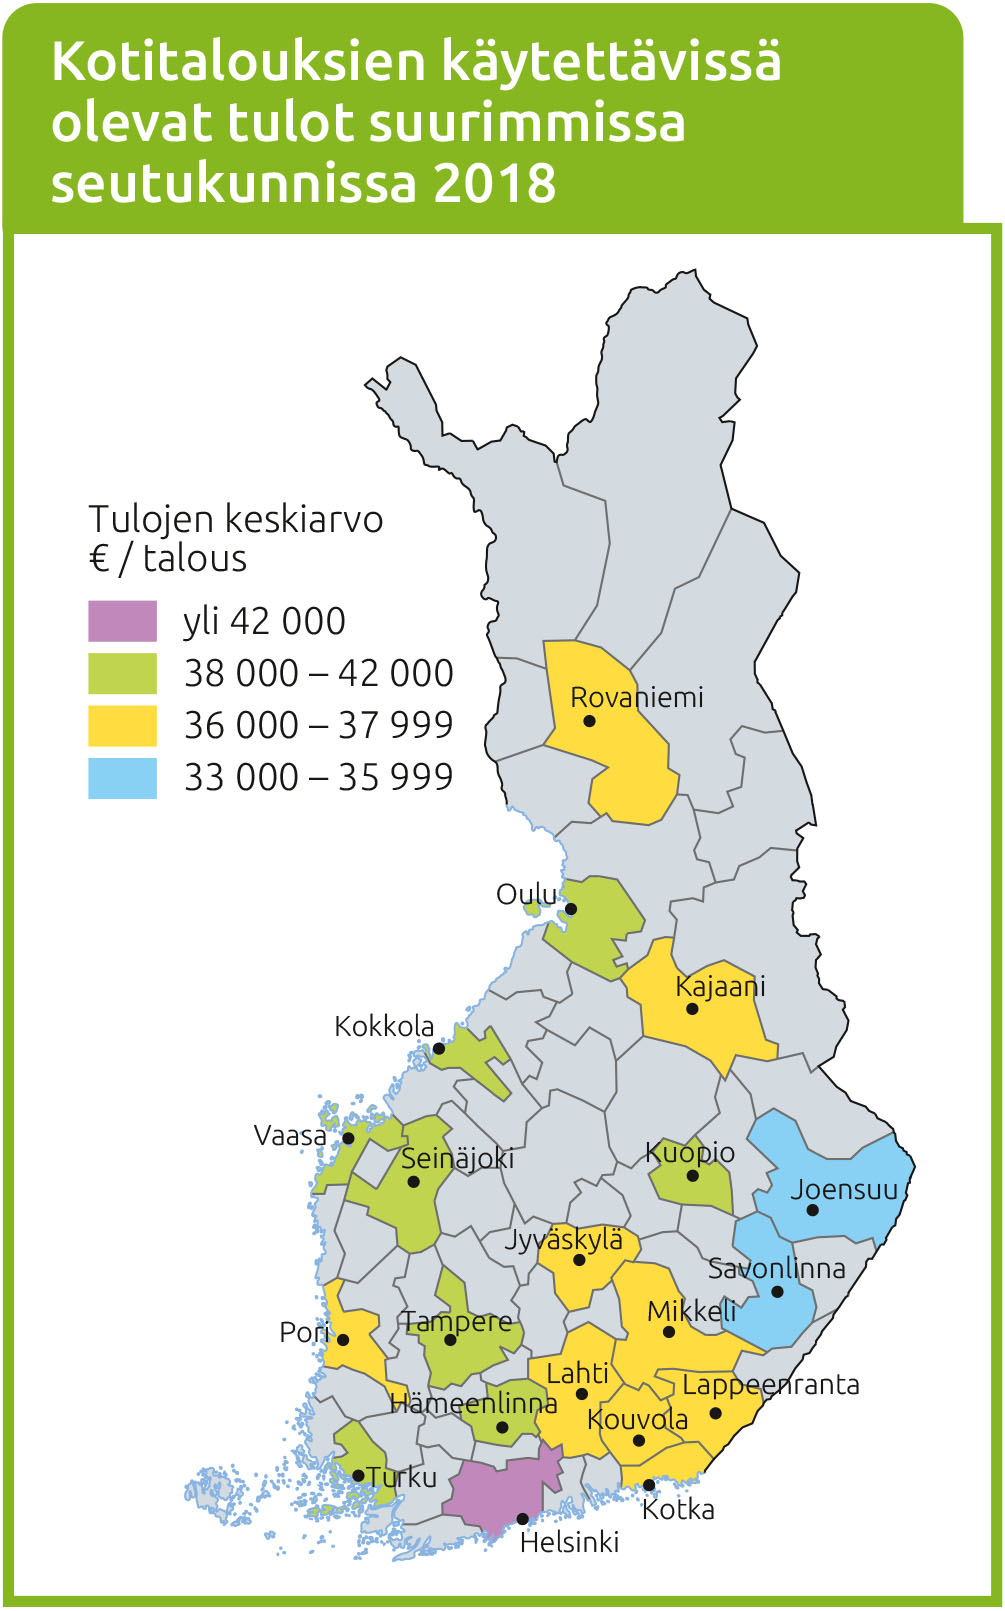 Kotitalouksien käytettävissä
olevat tulot suurimmissa
seutukunnissa 2018
Tulojen keskiarvo
€ / talous
yli 42 000
38 000 – 42 000
36 000 – 37 999
33 000 – 35 999
Rovaniemi
Oulu
Kajaani
Kokkola
Vaasa
Seinäjoki
Kuopio
Joensuu
Jyväskylä
Savonlinna
Mikkeli
Pori
Tampere
Lahti
Lappeenranta
Hämeenlinna
Kouvola
Turku
Kotka
Helsinki